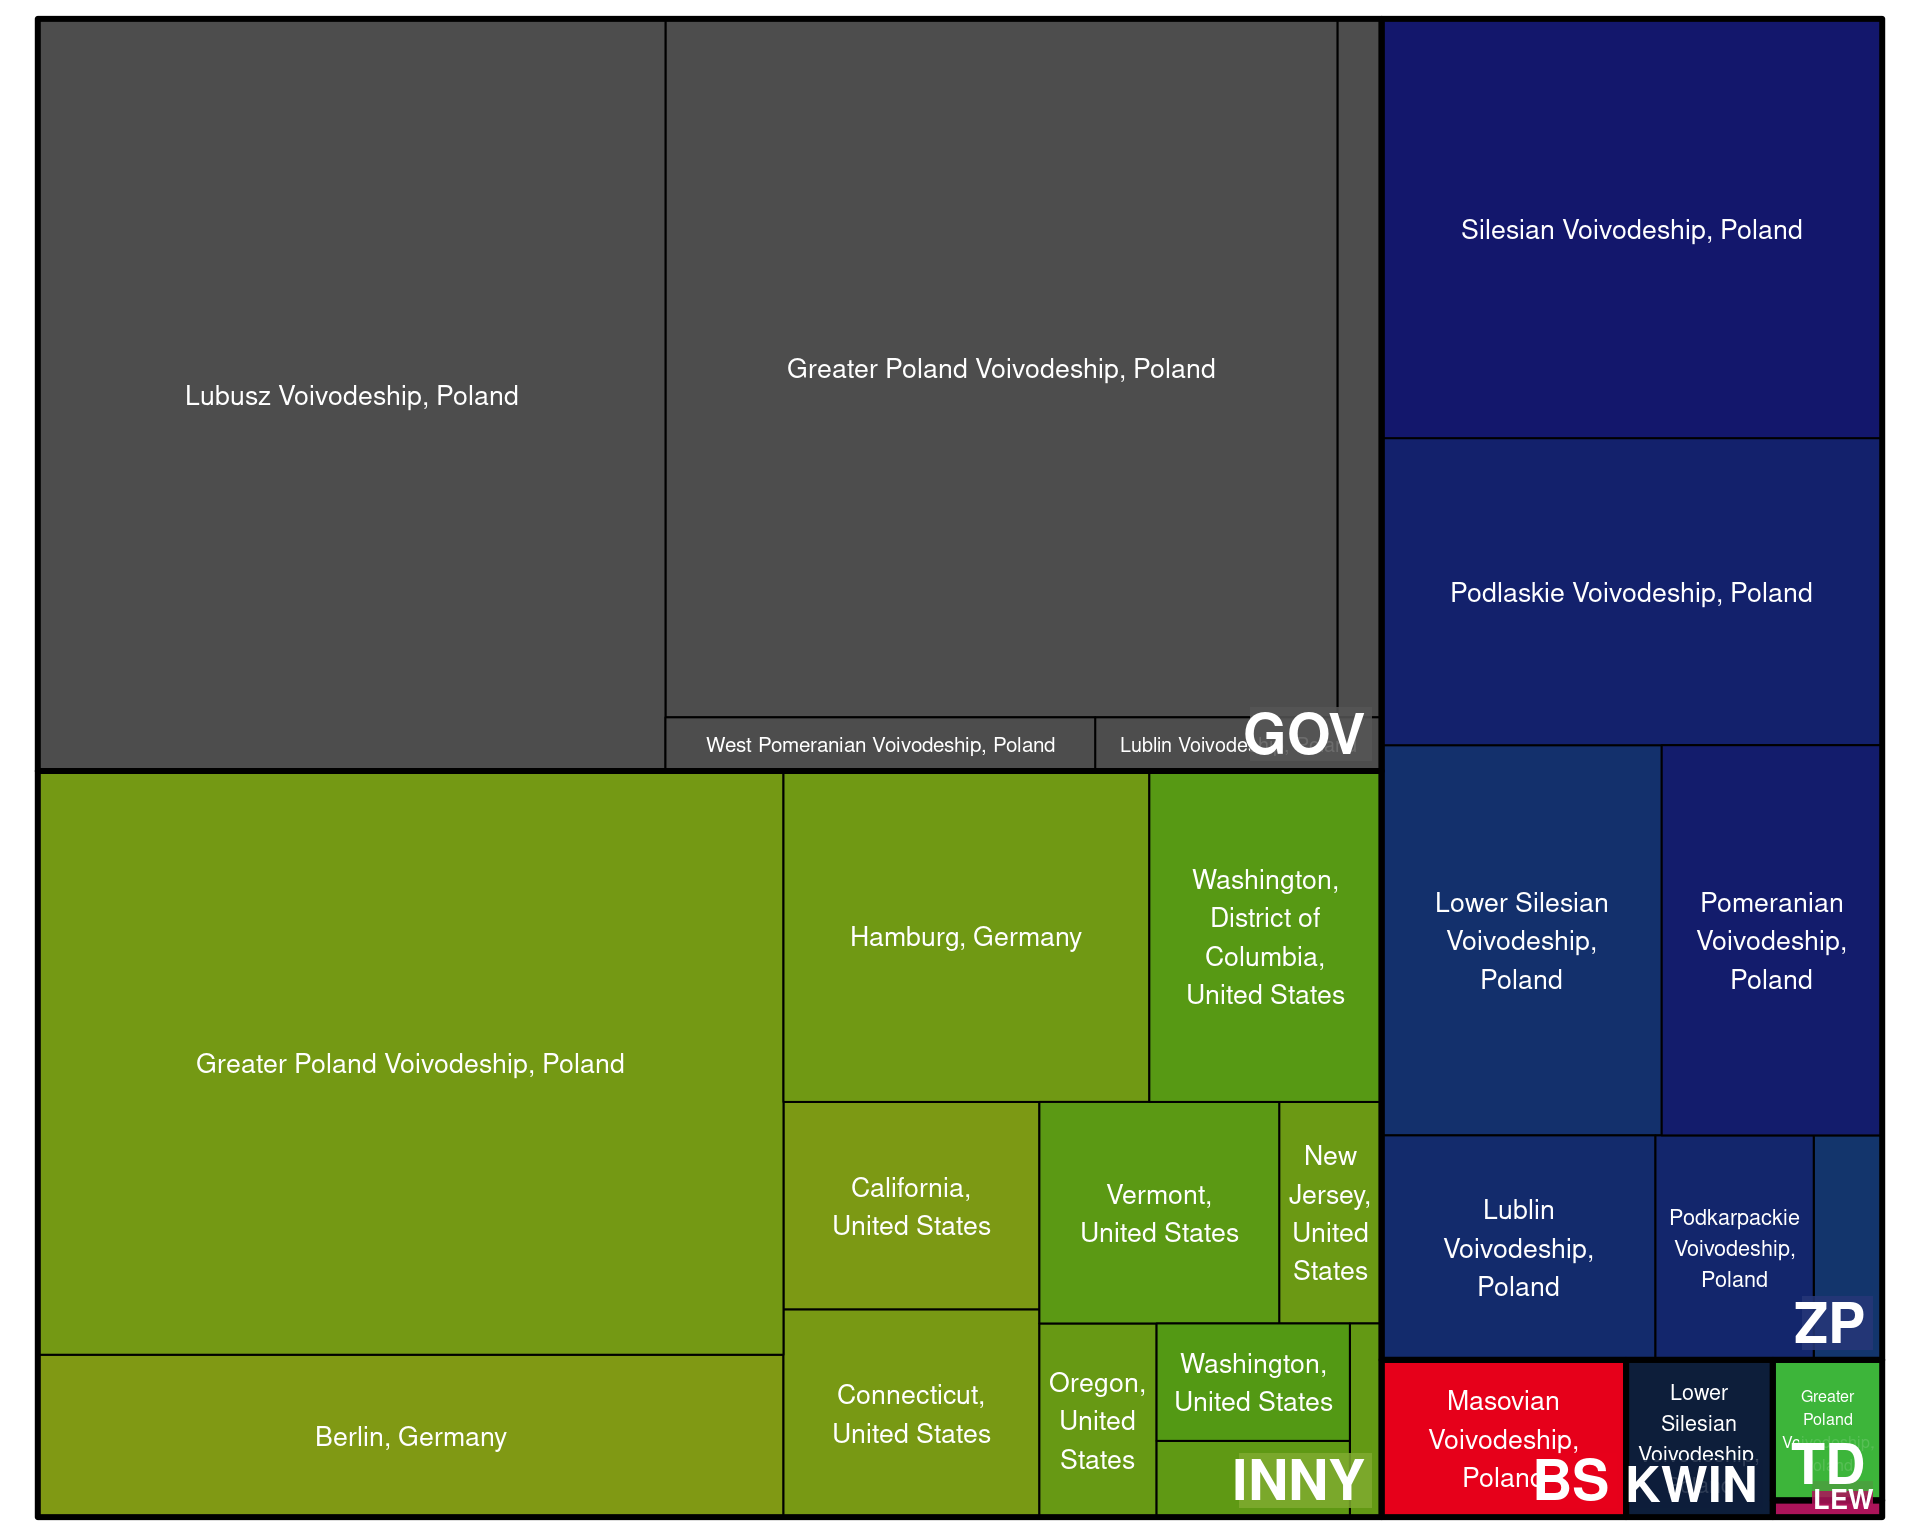 Lubusz Voivodeship, Poland
Greater Poland Voivodeship, Poland
West Pomeranian Voivodeship, Poland
Lublin
GOV
Greater Poland Voivodeship, Poland
Berlin, Germany
Hamburg, Germany
Washington,
District of
Columbia,
United States
California,
United States
Vermont,
United States
New
Jersey,
United
States
Connecticut,
United States
Oregon,
United
States
Washington,
United States
INNY
Silesian Voivodeship, Poland
Podlaskie Voivodeship, Poland
Lower Silesian
Voivodeship,
Poland
Pomeranian
Voivodeship,
Poland
Lublin
Voivodeship,
Poland
Podkarpackie
Voivodeship,
Poland
ZP
Masovian
Voivodeship,
Poland
BS
Lower
Silesian
Voivodeship,
KWIN
Greater
Poland
TD
LEW